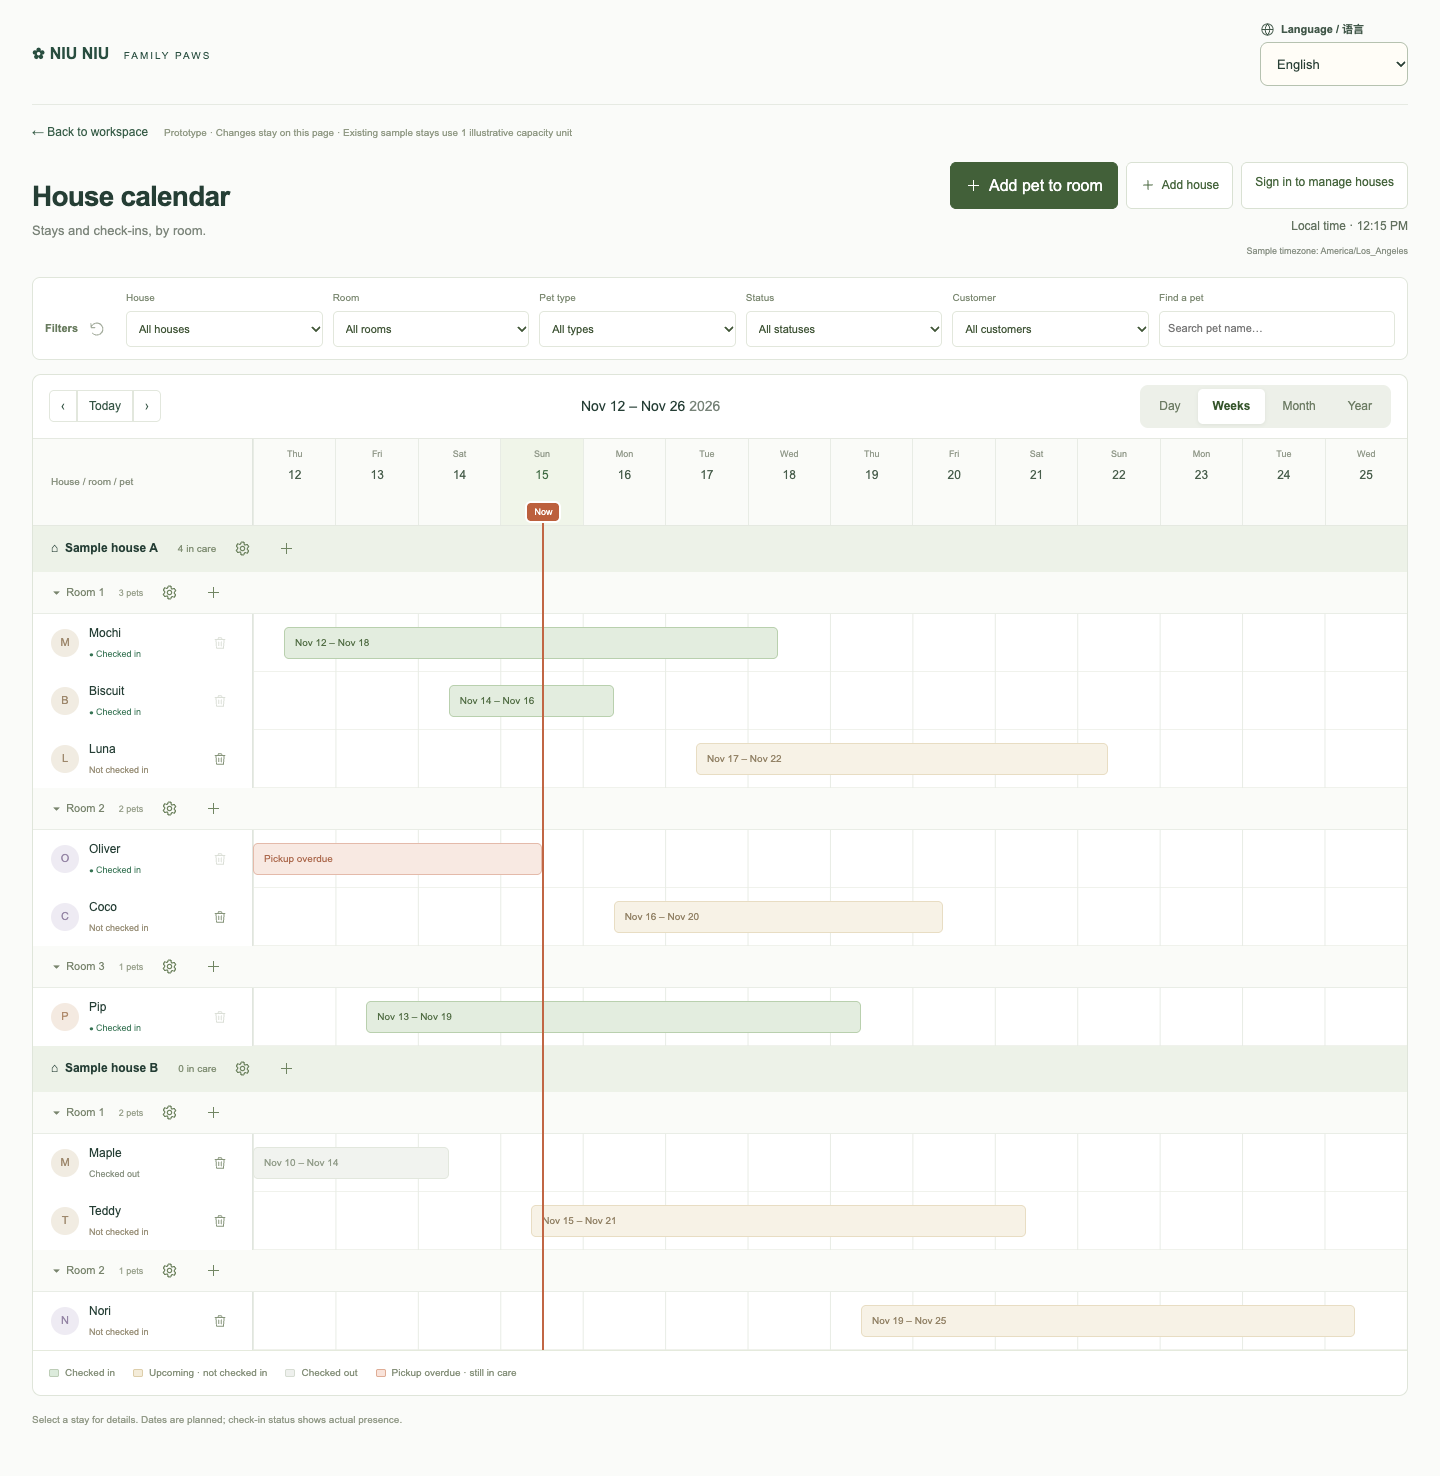 ✿ NIU NIU FAMILY PAWS
Language / 语言
English
← Back to workspace Prototype · Changes stay on this page · Existing sample stays use 1 illustrative capacity unit
House calendar
Stays and check-ins, by room.
+ Add pet to room
+ Add house
Sign in to manage houses
Local time · 12:15 PM
Sample timezone: America/Los_Angeles
Filters
House
All houses
Room
All rooms
Pet type
All types
Status
All statuses
Customer
All customers
Find a pet
Search pet name…
‹ Today ›
Nov 12 – Nov 26 2026
Day Weeks Month Year
House / room / pet
Thu 12
Fri 13
Sat 14
Sun 15
Mon 16
Tue 17
Wed 18
Thu 19
Fri 20
Sat 21
Sun 22
Mon 23
Tue 24
Wed 25
Now
⌂ Sample house A 4 in care
Room 1 3 pets
M Mochi
• Checked in
Nov 12 – Nov 18
B Biscuit
• Checked in
Nov 14 – Nov 16
L Luna
Not checked in
Nov 17 – Nov 22
Room 2 2 pets
O Oliver
• Checked in
Pickup overdue
C Coco
Not checked in
Nov 16 – Nov 20
Room 3 1 pets
P Pip
• Checked in
Nov 13 – Nov 19
⌂ Sample house B 0 in care
Room 1 2 pets
M Maple
Checked out
Nov 10 – Nov 14
T Teddy
Not checked in
Nov 15 – Nov 21
Room 2 1 pets
N Nori
Not checked in
Nov 19 – Nov 25
Checked in
Upcoming · not checked in
Checked out
Pickup overdue · still in care
Select a stay for details. Dates are planned; check-in status shows actual presence.